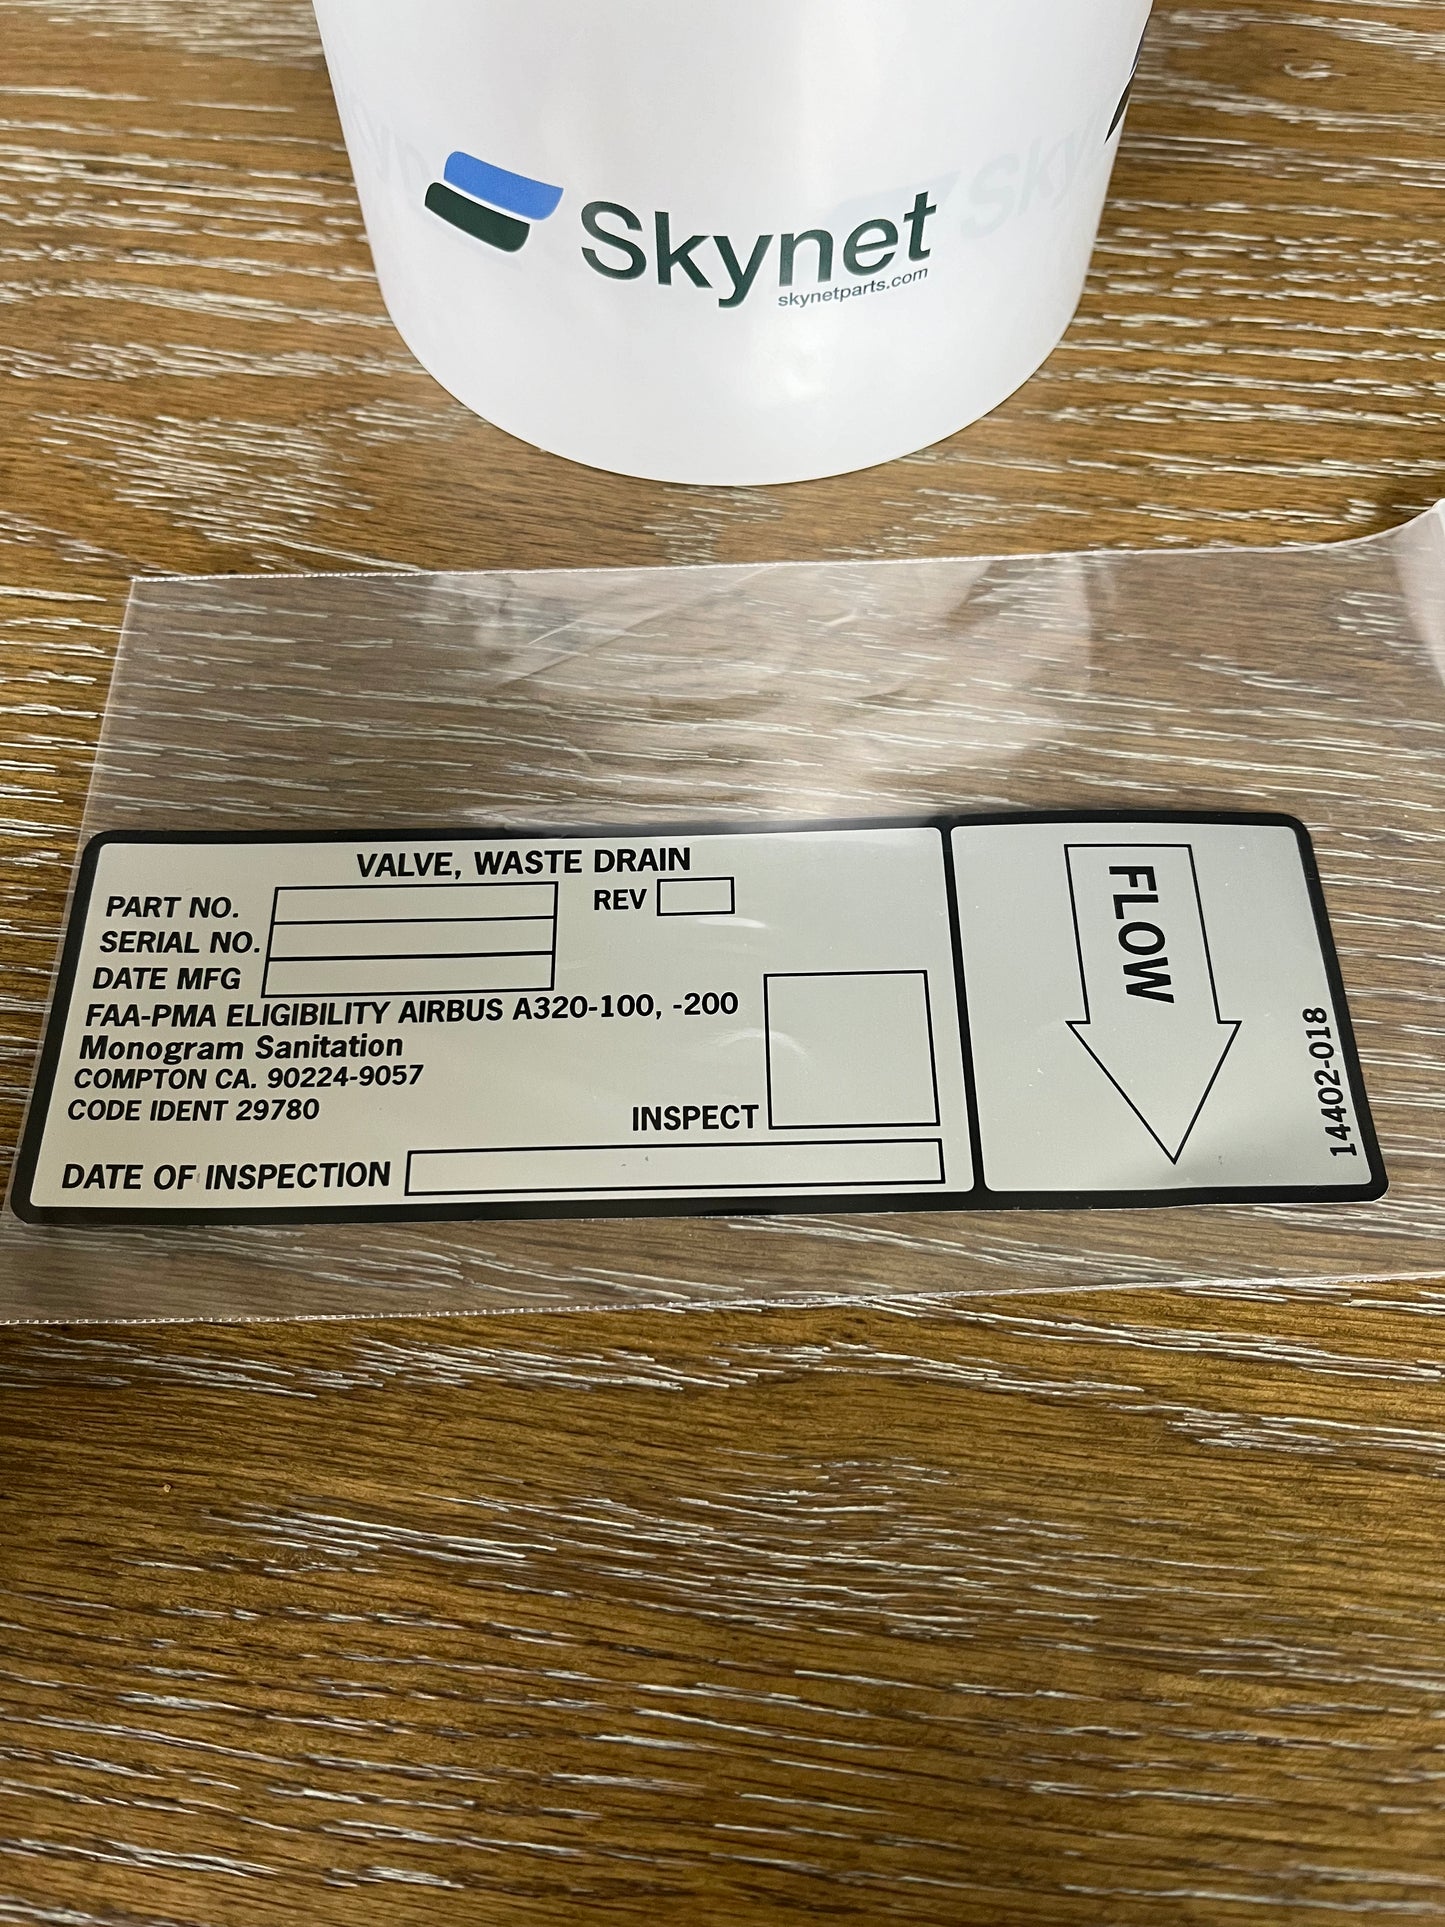 Skynet
skynetparts.com
VALVE, WASTE DRAIN
PART NO.
REV
SERIAL NO.
DATE MFG
FAA-PMA ELIGIBILITY AIRBUS A320-100, -200
Monogram Sanitation
COMPTON CA. 90224-9057
CODE IDENT 29780
INSPECT
DATE OF INSPECTION
FLOW
14402-018